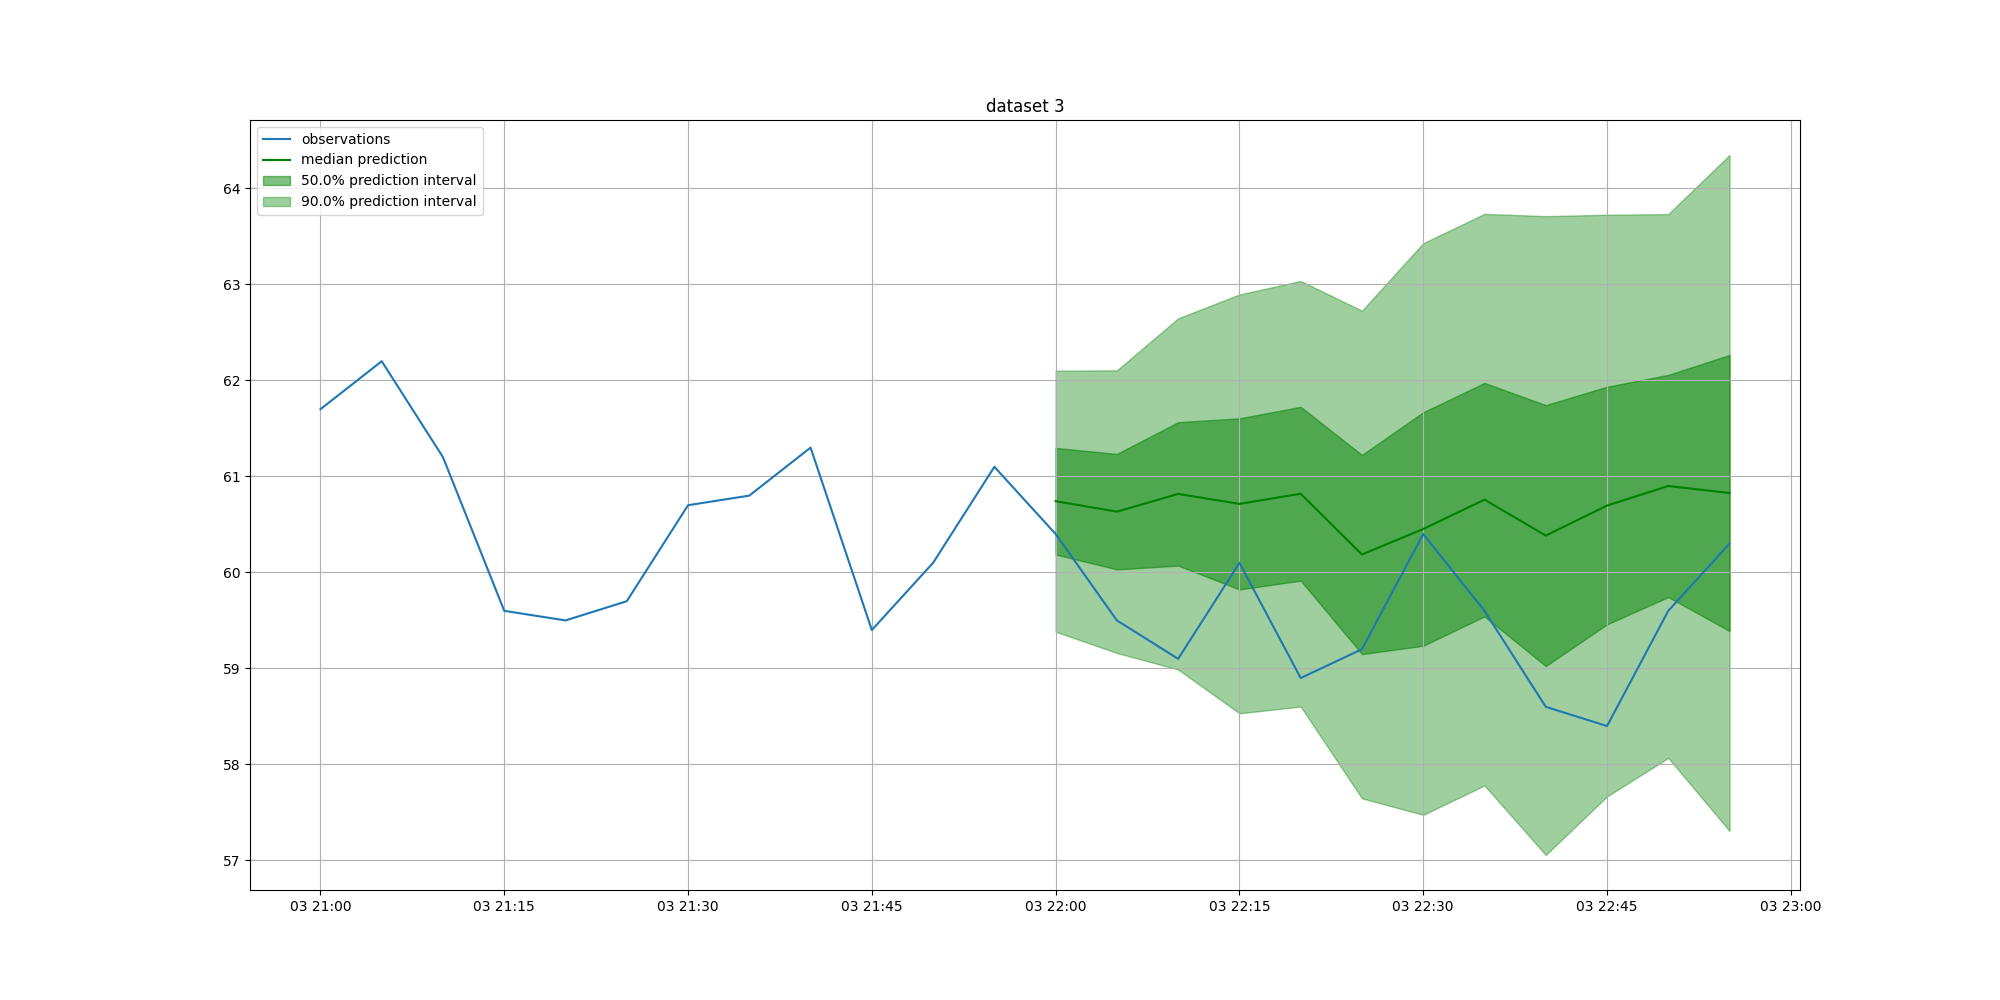 dataset 3
observations
median prediction
50.0% prediction interval
90.0% prediction interval
64
63
62
61
60
59
58
57
03 21:00 03 21:15 03 21:30 03 21:45 03 22:00 03 22:15 03 22:30 03 22:45 03 23:00